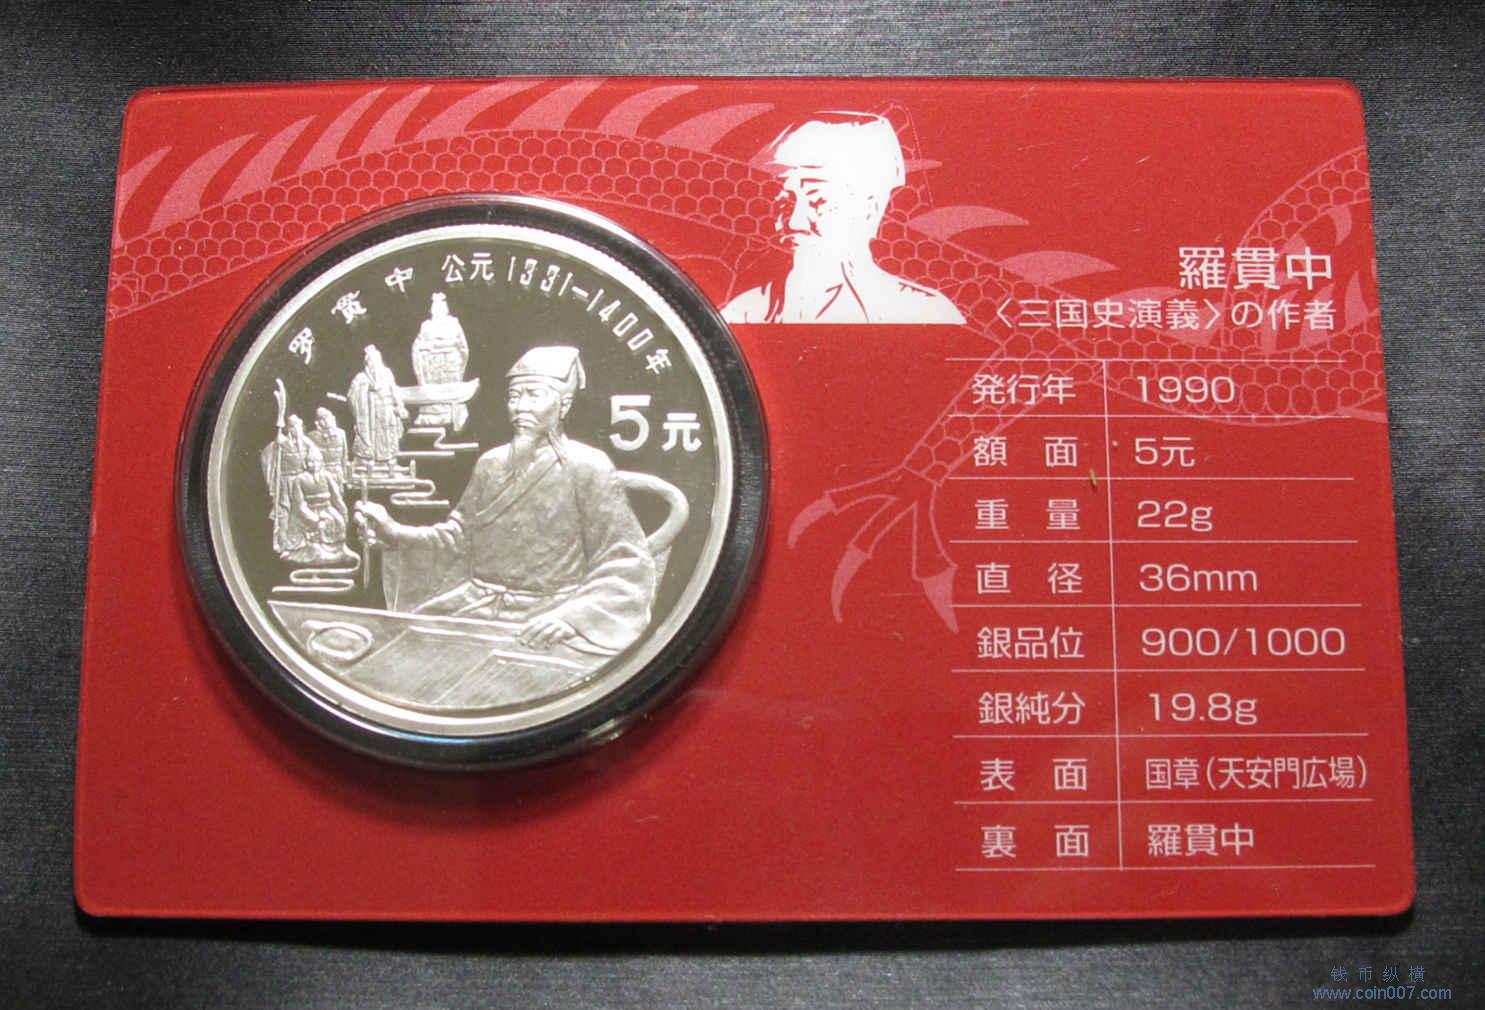 罗贯中 公元1331-1400年
5元
羅貫中
〈三国史演義〉の作者
発行年 1990
額面 5元
重量 22g
直径 36mm
銀品位 900/1000
銀純分 19.8g
表面 国章(天安門広場)
裏面 羅貫中
钱币纵横
www.coin007.com